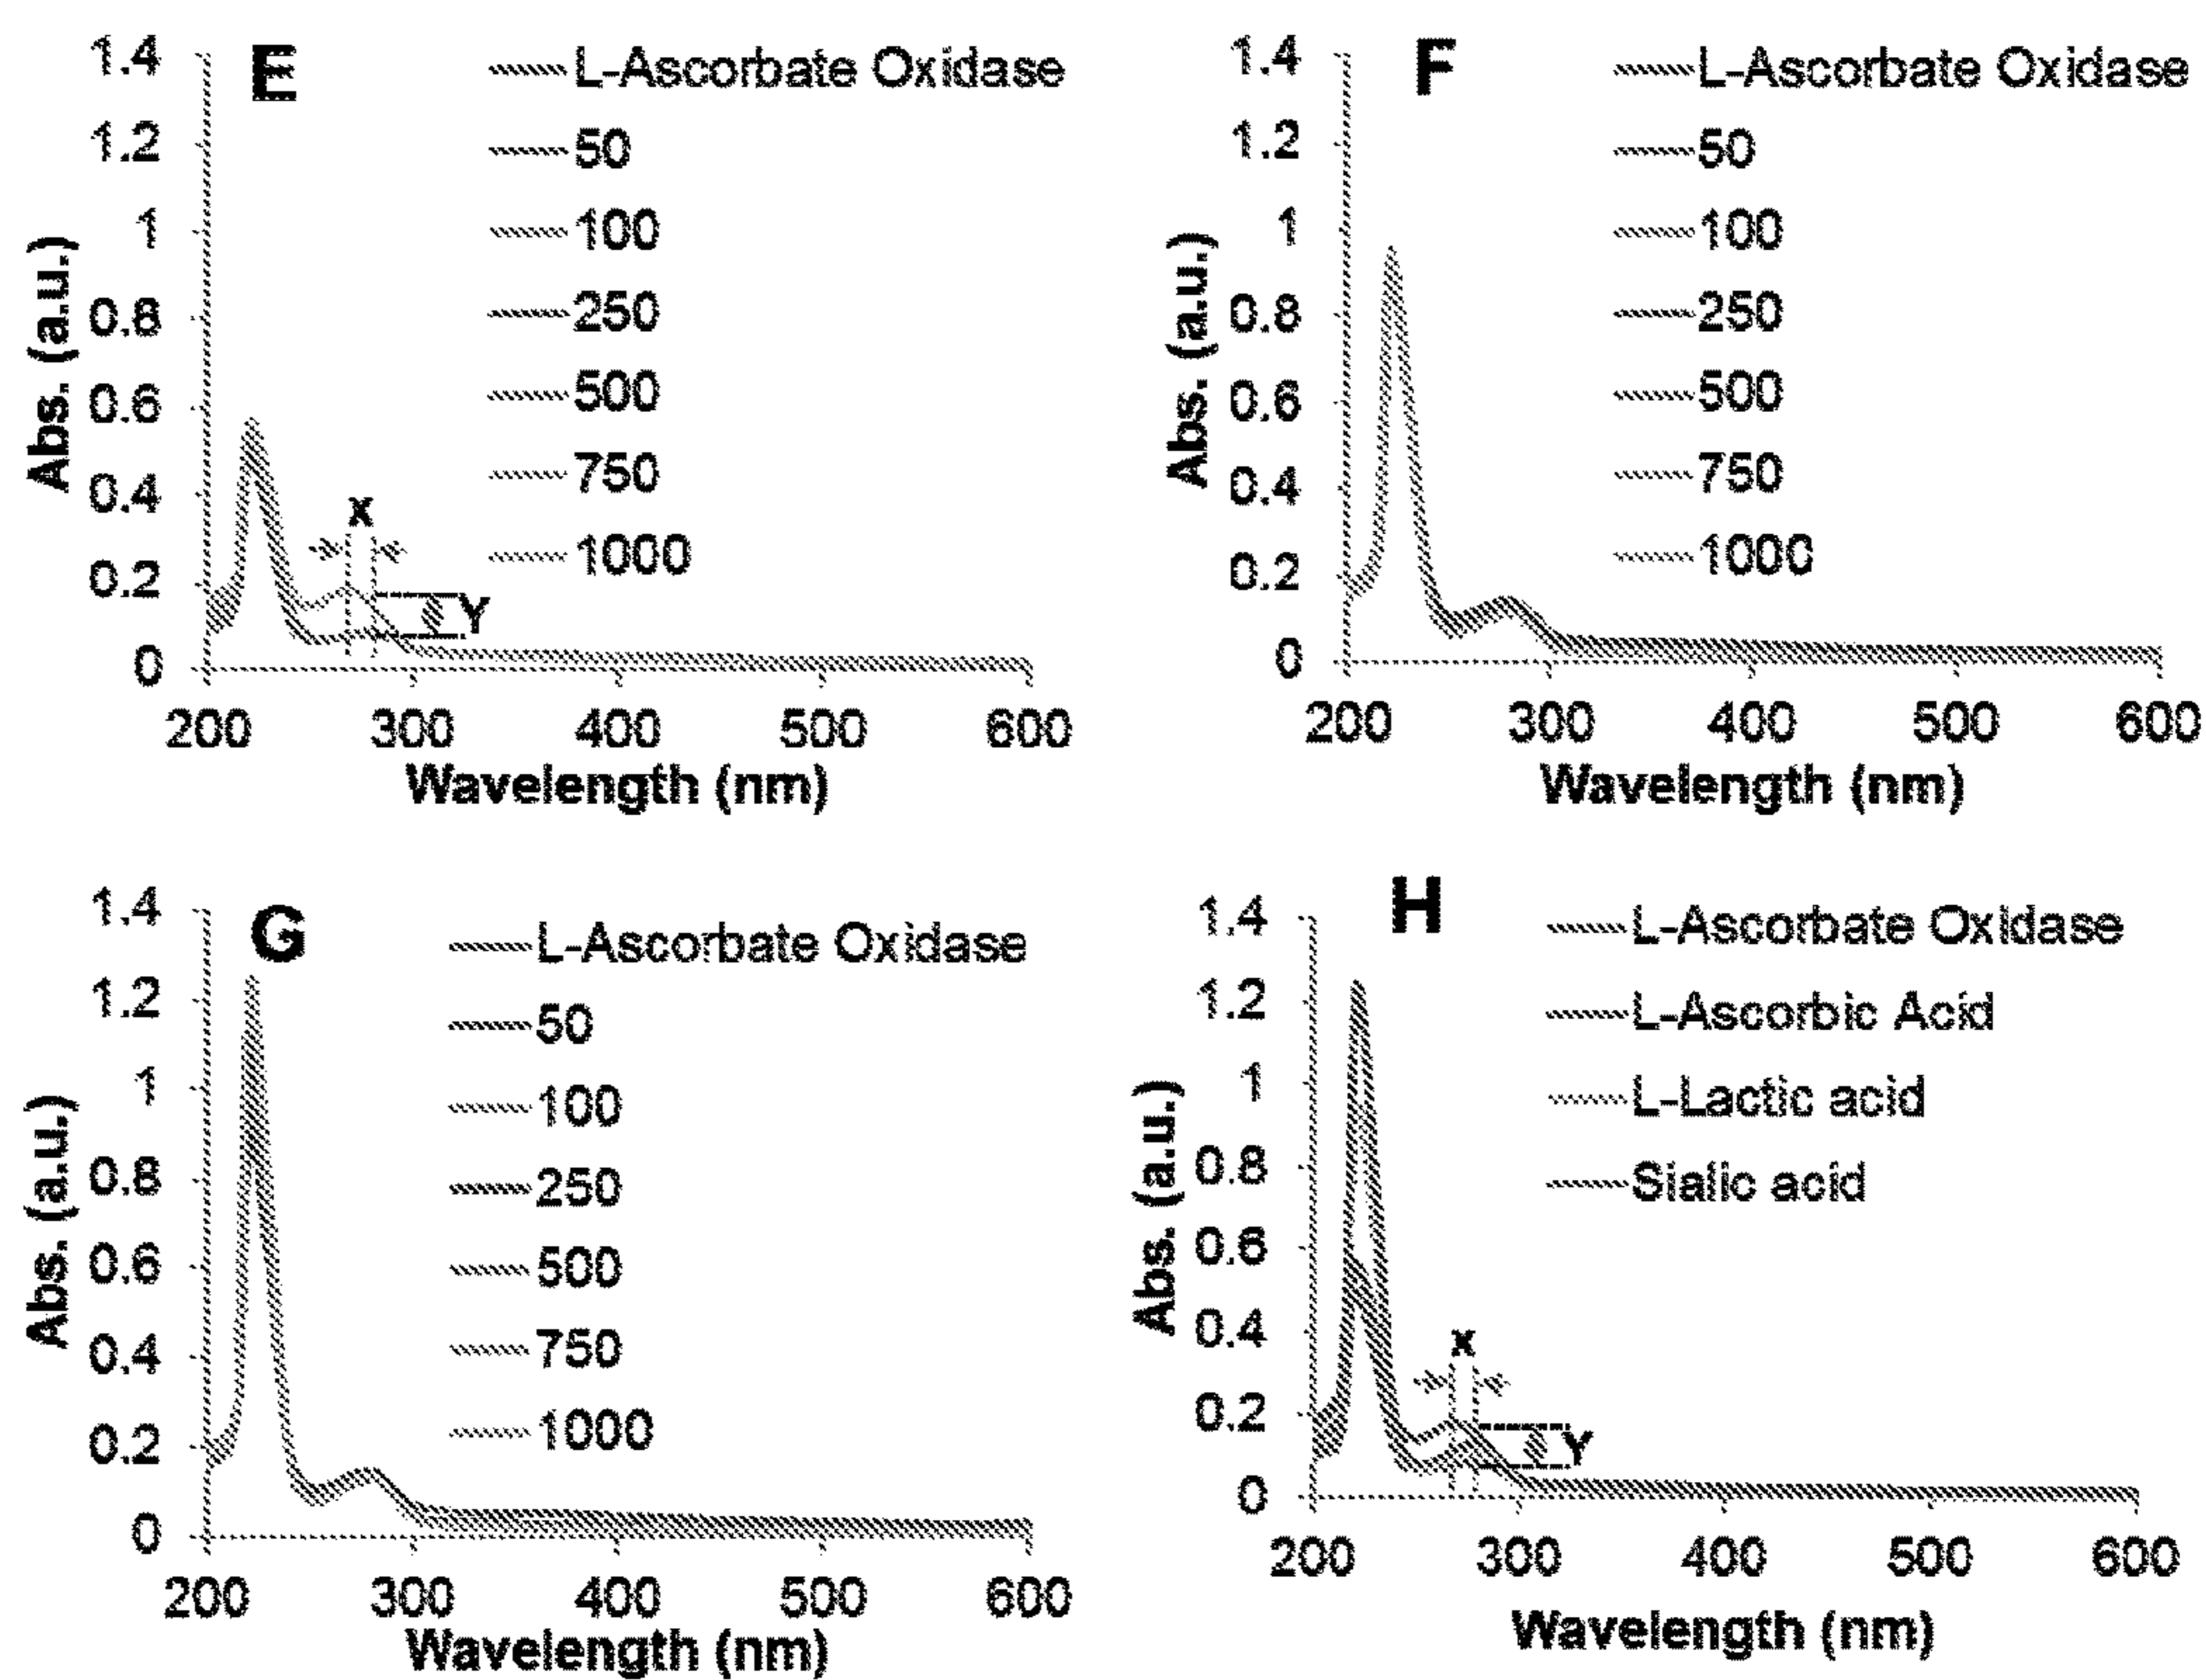 E
1.4
1.2
1
0.8
0.6
0.4
0.2
0
Abs. (a.u.)
L-Ascorbate Oxidase
50
100
250
500
750
1000
X
Y
200 300 400 500 600
Wavelength (nm)
F
1.4
1.2
1
0.8
0.6
0.4
0.2
0
Abs. (a.u.)
L-Ascorbate Oxidase
50
100
250
500
750
1000
200 300 400 500 600
Wavelength (nm)
G
1.4
1.2
1
0.8
0.6
0.4
0.2
0
Abs. (a.u.)
L-Ascorbate Oxidase
50
100
250
500
750
1000
200 300 400 500 600
Wavelength (nm)
H
1.4
1.2
1
0.8
0.6
0.4
0.2
0
Abs. (a.u.)
L-Ascorbate Oxidase
L-Ascorbic Acid
L-Lactic acid
Sialic acid
X
Y
200 300 400 500 600
Wavelength (nm)